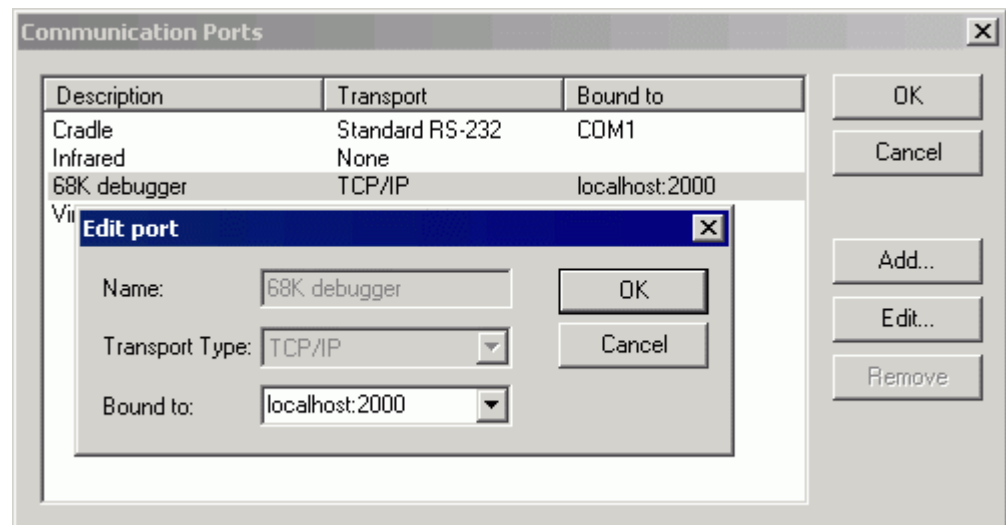 Communication Ports
Description Transport Bound to
Cradle Standard RS-232 COM1
Infrared None
68K debugger TCP/IP localhost:2000
OK
Cancel
Add...
Edit...
Remove
Edit port
Name: 68K debugger
Transport Type: TCP/IP
Bound to: localhost:2000
OK
Cancel